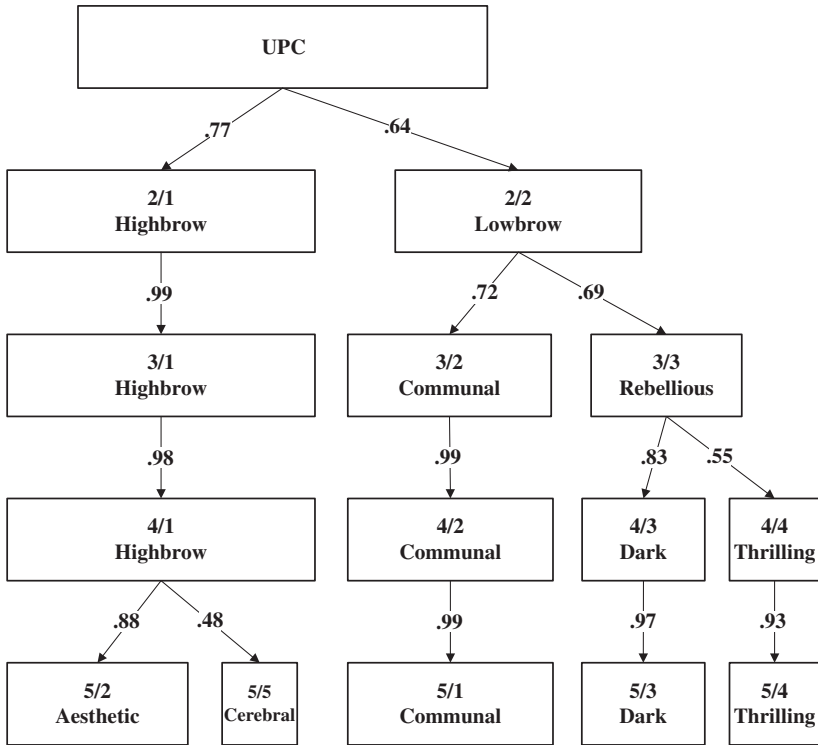 UPC
.77
.64
2/1
Highbrow
2/2
Lowbrow
.99
.72
.69
3/1
Highbrow
3/2
Communal
3/3
Rebellious
.98
.99
.83
.55
4/1
Highbrow
4/2
Communal
4/3
Dark
4/4
Thrilling
.88
.48
.99
.97
.93
5/2
Aesthetic
5/5
Cerebral
5/1
Communal
5/3
Dark
5/4
Thrilling